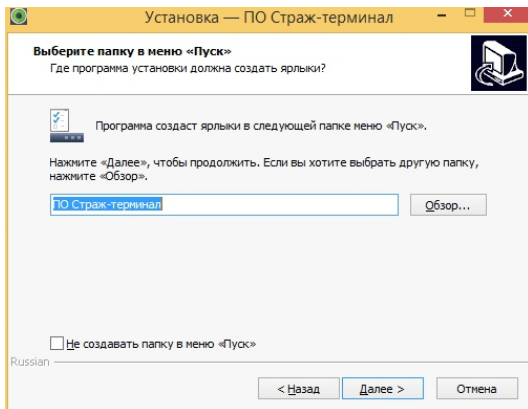 Установка — ПО Страж-терминал
Выберите папку в меню «Пуск»
Где программа установки должна создать ярлыки?
Программа создаст ярлыки в следующей папке меню «Пуск».
Нажмите «Далее», чтобы продолжить. Если вы хотите выбрать другую папку,
нажмите «Обзор».
ПО Страж-терминал
Обзор...
Не создавать папку в меню «Пуск»
Russian
< Назад
Далее >
Отмена